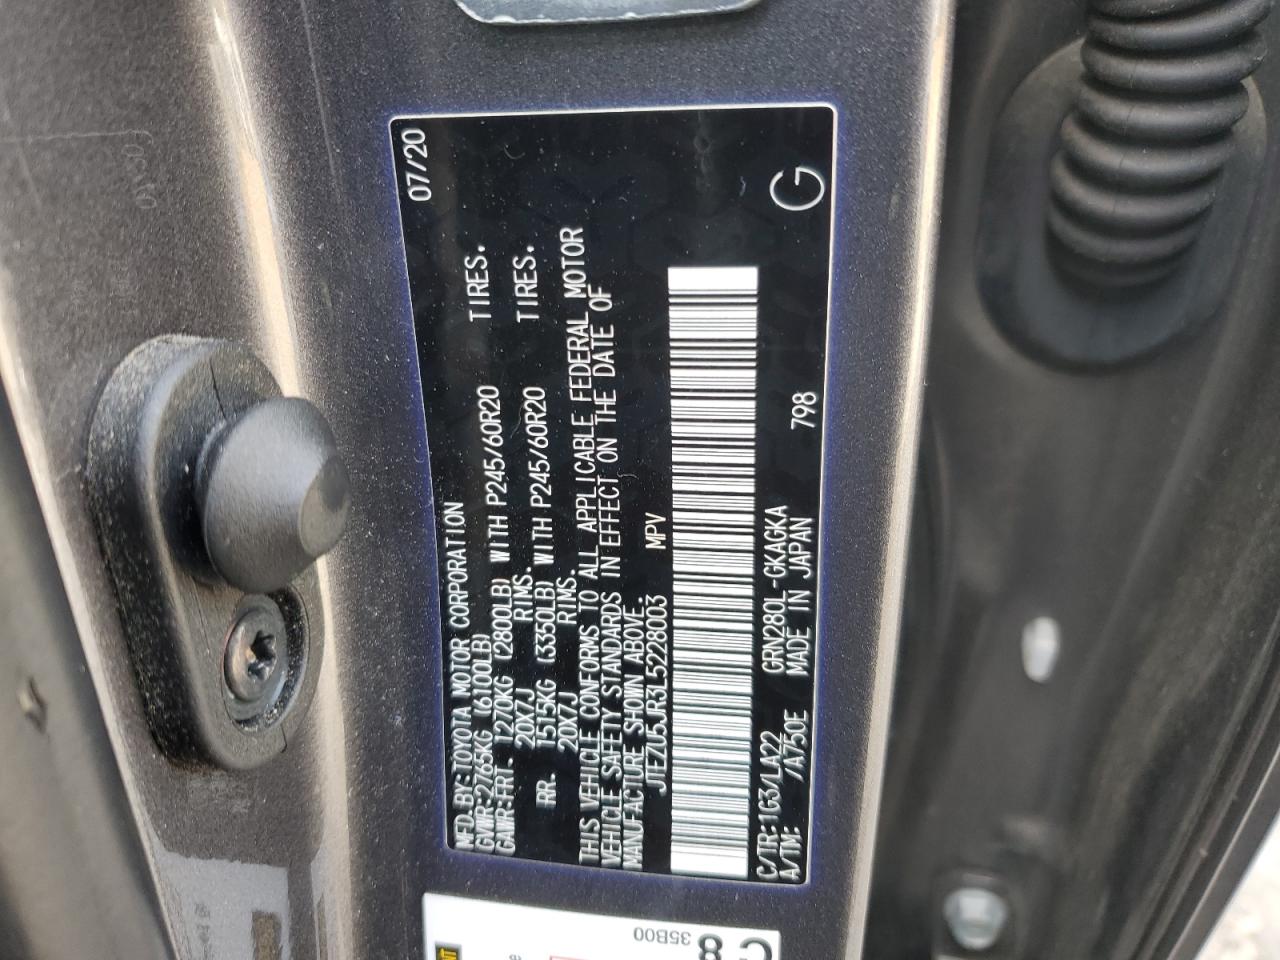 07/20
MFD.BY:TOYOTA MOTOR CORPORATION
GVWR:2765KG (6100LB)
GAWR:FRT. 1270KG (2800LB) WITH P245/60R20 TIRES.
20X7J RIMS.
RR. 1515KG (3350LB) WITH P245/60R20 TIRES.
20X7J RIMS.
THIS VEHICLE CONFORMS TO ALL APPLICABLE FEDERAL MOTOR
VEHICLE SAFETY STANDARDS IN EFFECT ON THE DATE OF
MANUFACTURE SHOWN ABOVE.
JTEZU5JR3L5228003 MPV
C/TR:1G3/LA22 GRN280L-GKAGKA 798 G
A/TM: /A750E MADE IN JAPAN
35B00